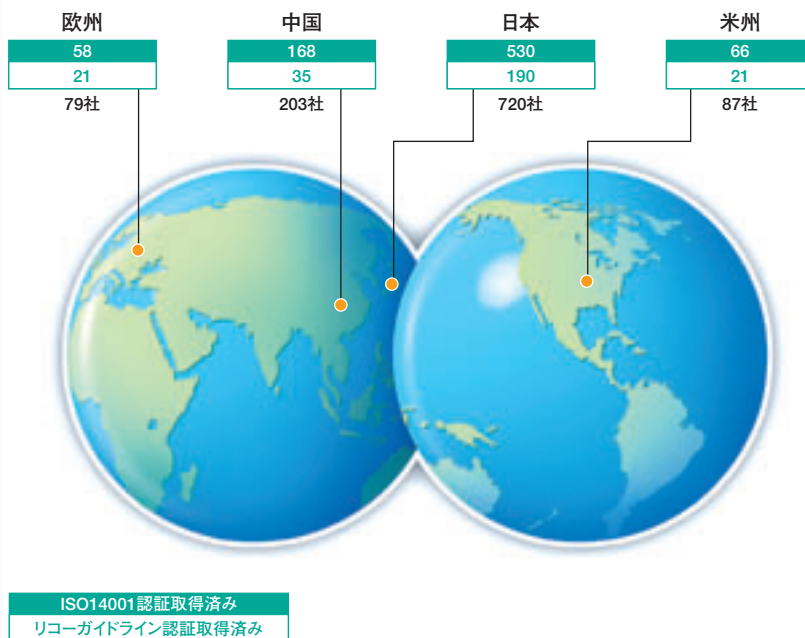 欧州
58
21
79社
中国
168
35
203社
日本
530
190
720社
米州
66
21
87社
ISO14001認証取得済み
リコーガイドライン認証取得済み